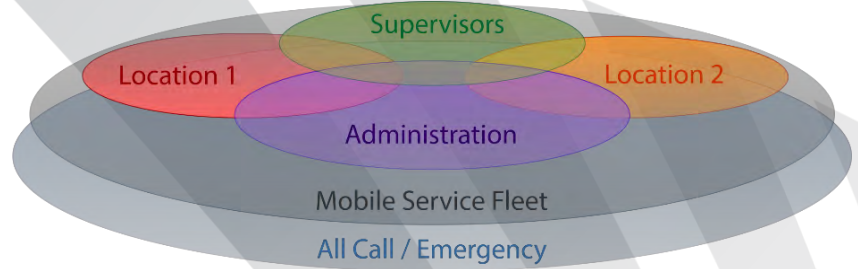 Supervisors
Location 1
Location 2
Administration
Mobile Service Fleet
All Call / Emergency